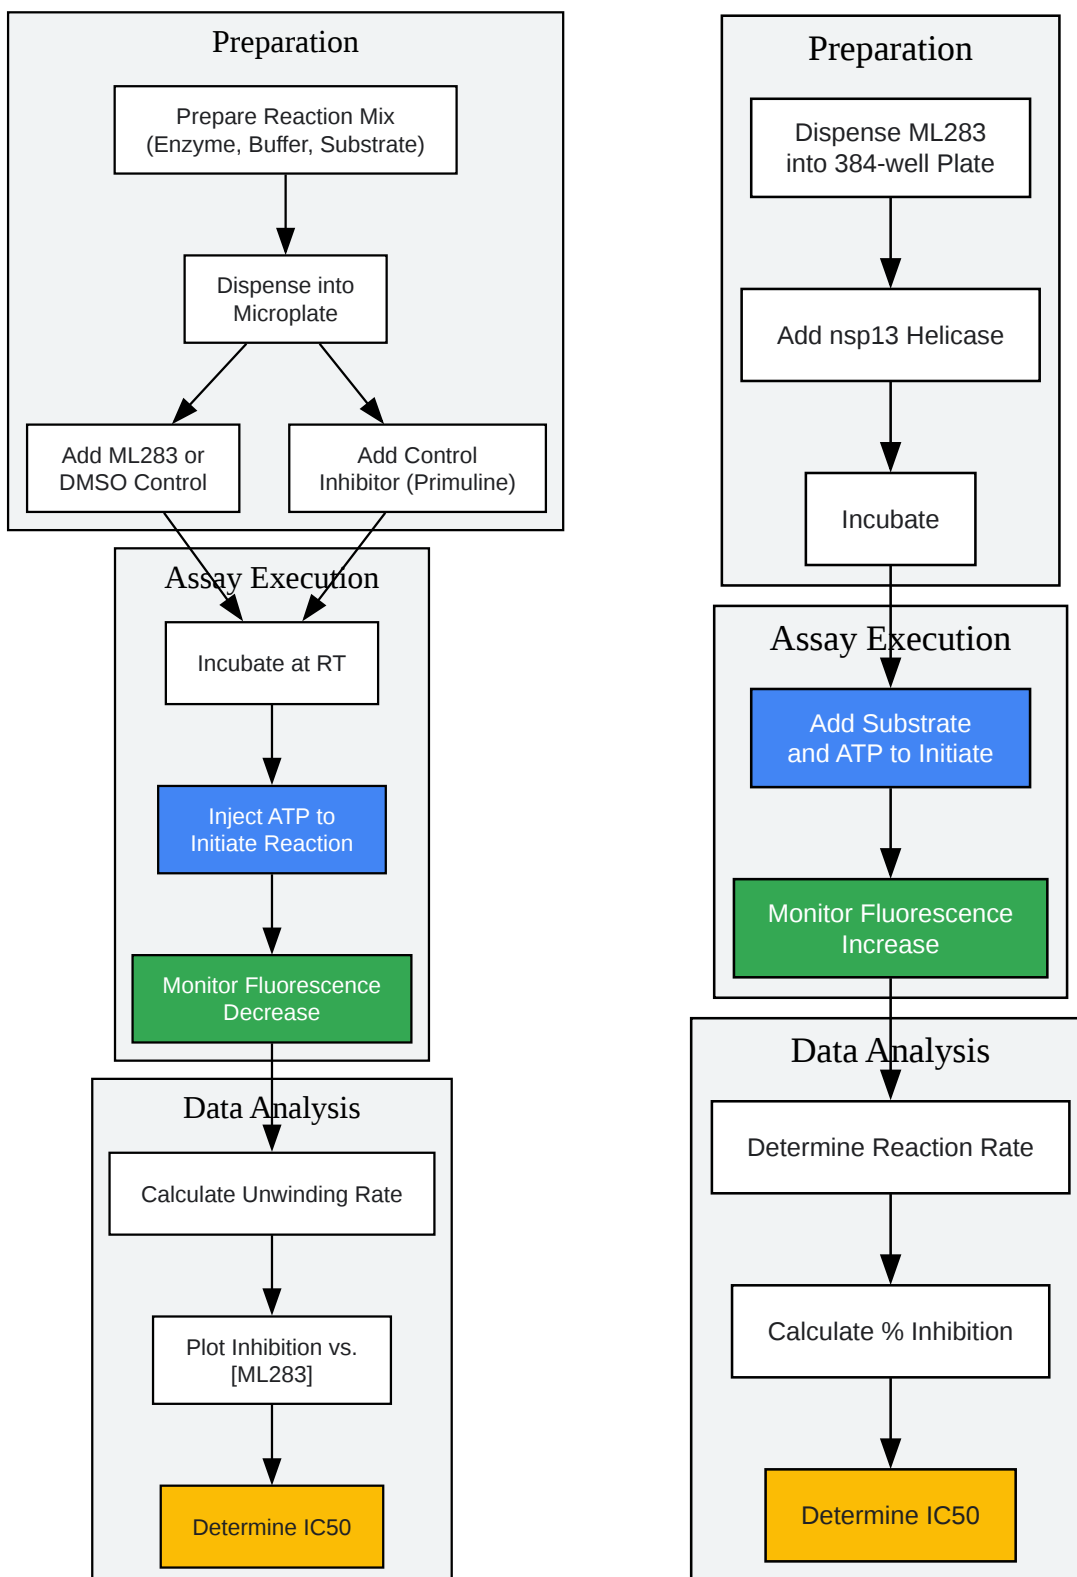 Preparation
Prepare Reaction Mix
(Enzyme, Buffer, Substrate)
Dispense into
Microplate
Add ML283 or
DMSO Control
Add Control
Inhibitor (Primuline)
Assay Execution
Incubate at RT
Inject ATP to
Initiate Reaction
Monitor Fluorescence
Decrease
Data Analysis
Calculate Unwinding Rate
Plot Inhibition vs.
[ML283]
Determine IC50
Preparation
Dispense ML283
into 384-well Plate
Add nsp13 Helicase
Incubate
Assay Execution
Add Substrate
and ATP to Initiate
Monitor Fluorescence
Increase
Data Analysis
Determine Reaction Rate
Calculate % Inhibition
Determine IC50